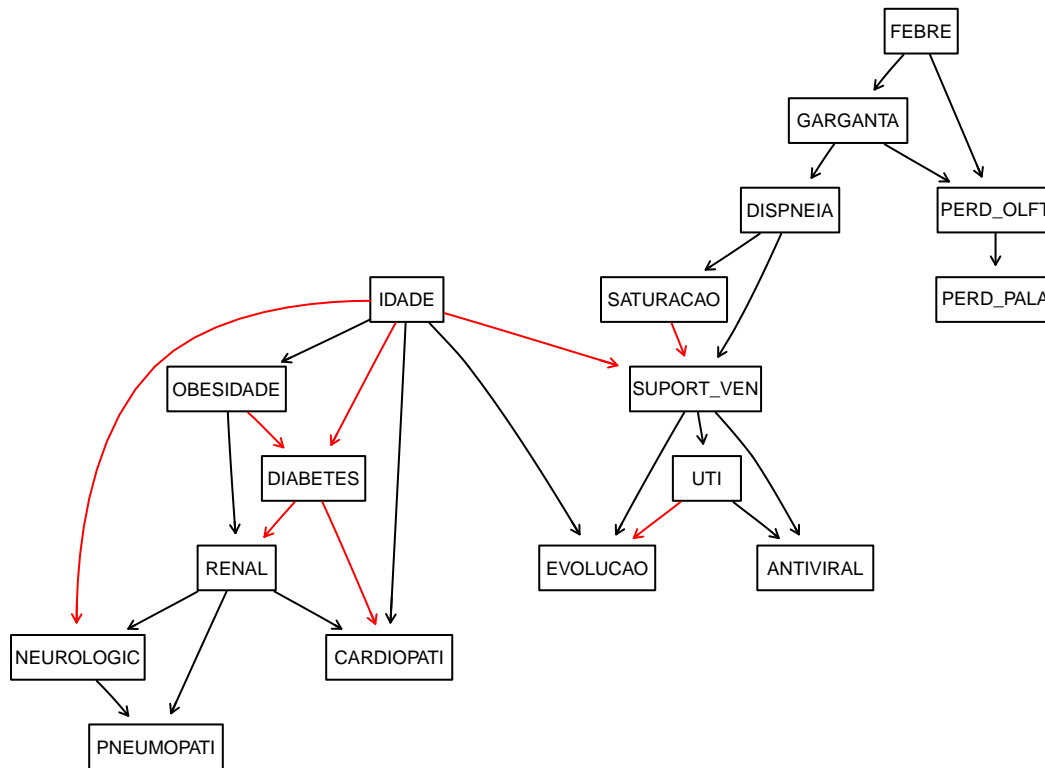 FEBRE
GARGANTA
DISPNEIA
PERD_OLFT
IDADE
SATURACAO
PERD_PALA
OBESIDADE
SUPORT_VEN
DIABETES
UTI
RENAL
EVOLUCAO
ANTIVIRAL
NEUROLOGIC
CARDIOPATI
PNEUMOPATI